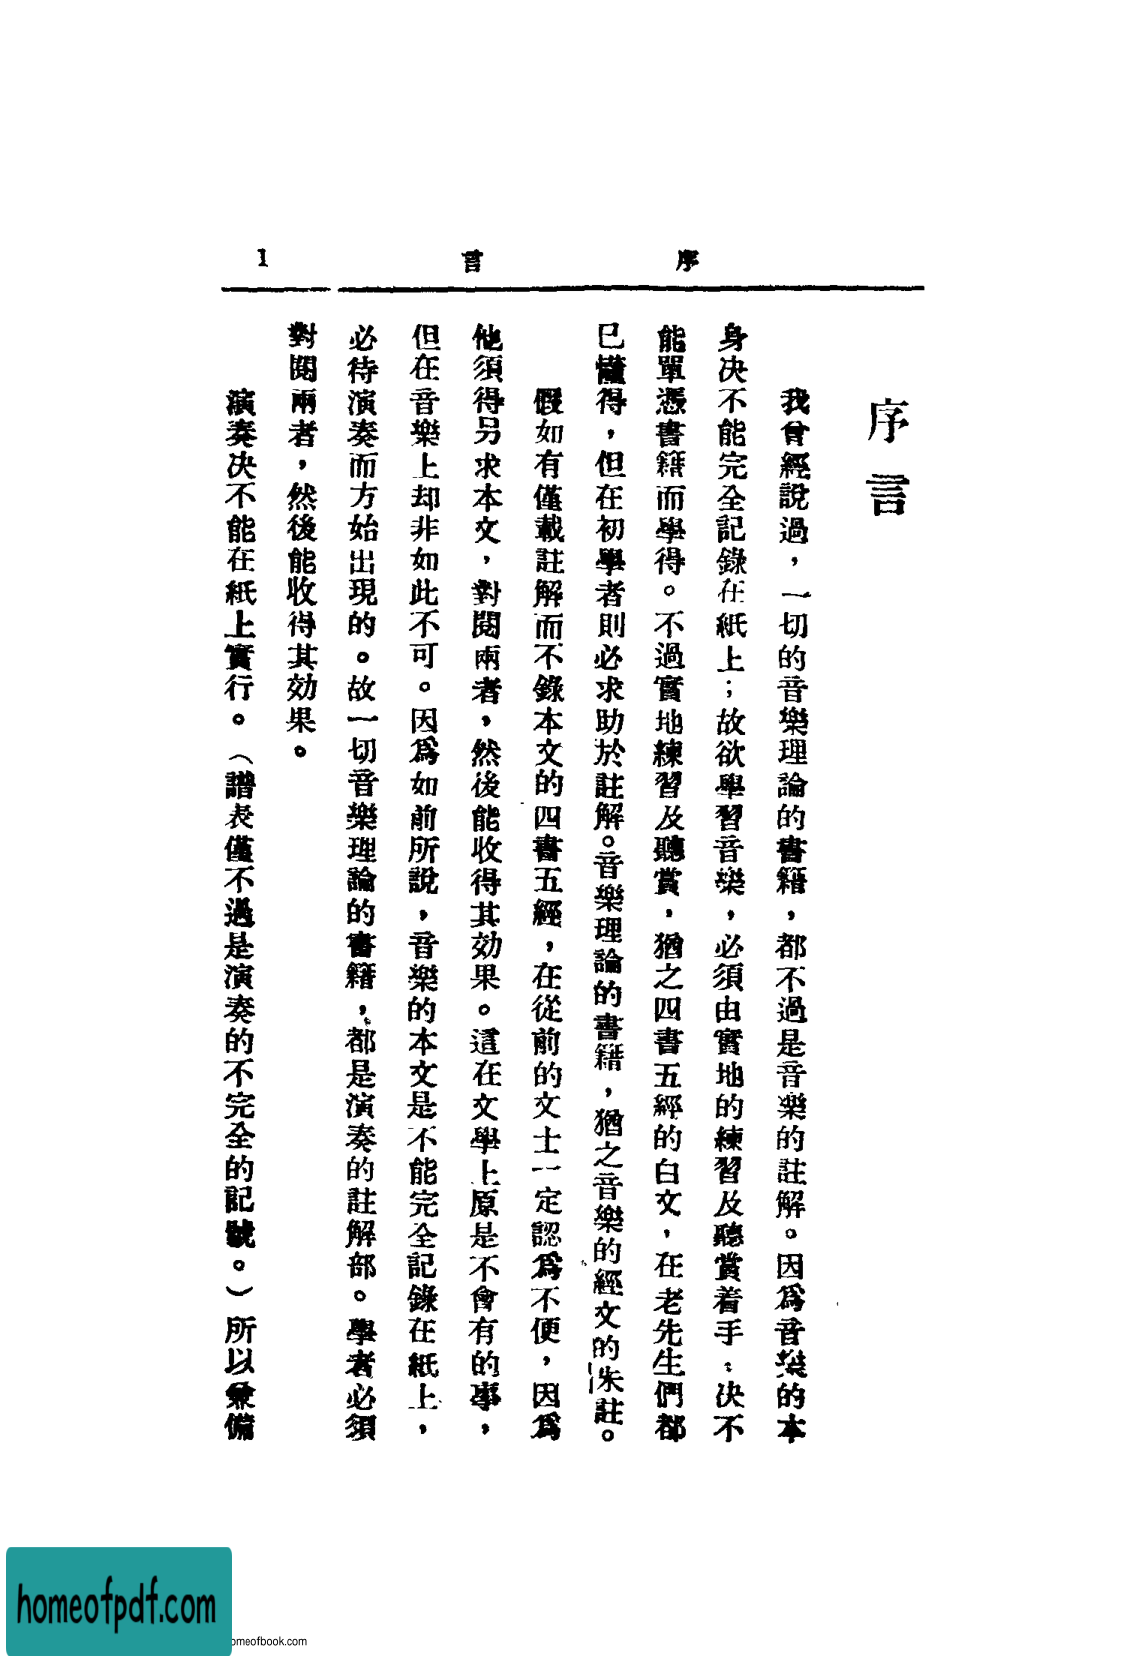 序言 1
序言
我曾經說過，一切的音樂理論的書籍，都不過是音樂的註解。因爲音樂的本
身决不能完全記錄在紙上；故欲學習音樂，必須由實地的練習及聽賞着手；决不
能單憑書籍而學得。不過實地練習及聽賞，猶之四書五經的白文，在老先生們都
已懂得，但在初學者則必求助於註解。音樂理論的書籍，猶之音樂的經文的朱註。
假如有僅載註解而不錄本文的四書五經，在從前的文士一定認爲不便，因爲
他須得另求本文，對閱兩者，然後能收得其効果。這在文學上原是不會有的事，
但在音樂上却非如此不可。因爲如前所說，音樂的本文是不能完全記錄在紙上，
必待演奏而方始出現的。故一切音樂理論的書籍，都是演奏的註解部。學者必須
對閱兩者，然後能收得其効果。
演奏决不能在紙上實行。（譜表僅不過是演奏的不完全的記號。）所以兼備
homeofpdf.com
omeofbook.com